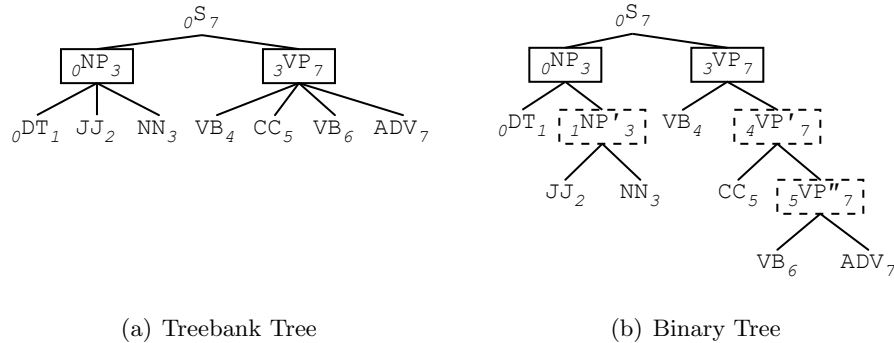 0S7 0S7
0NP3 3VP7 0NP3 3VP7
0DT1 JJ2 NN3 VB4 CC5 VB6 ADV7 0DT1 1NP'3 VB4 4VP'7
JJ2 NN3 CC5 5VP"7
VB6 ADV7
(a) Treebank Tree (b) Binary Tree